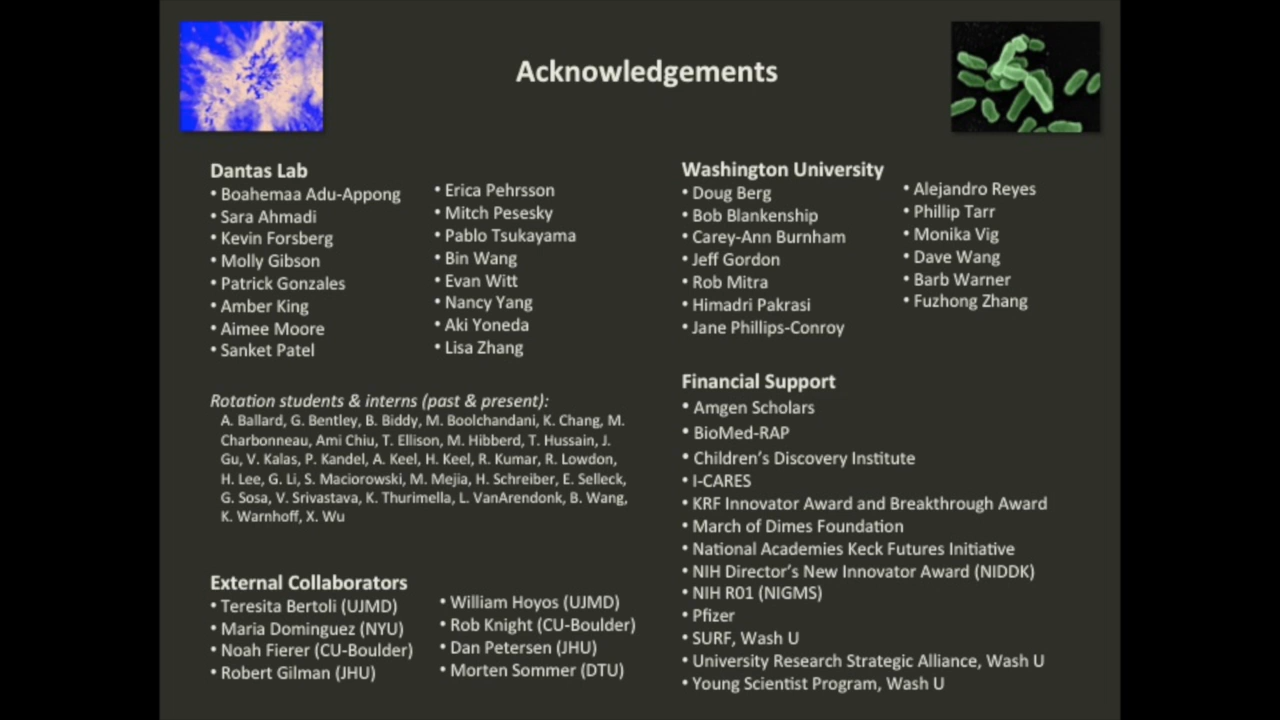 Acknowledgements
Dantas Lab
• Boahemaa Adu-Appong
• Sara Ahmadi
• Kevin Forsberg
• Molly Gibson
• Patrick Gonzales
• Amber King
• Aimee Moore
• Sanket Patel
• Erica Pehrsson
• Mitch Pesesky
• Pablo Tsukayama
• Bin Wang
• Evan Witt
• Nancy Yang
• Aki Yoneda
• Lisa Zhang
Rotation students & interns (past & present):
A. Ballard, G. Bentley, B. Biddy, M. Boolchandani, K. Chang, M.
Charbonneau, Ami Chiu, T. Ellison, M. Hibberd, T. Hussain, J.
Gu, V. Kalas, P. Kandel, A. Keel, H. Keel, R. Kumar, R. Lowdon,
H. Lee, G. Li, S. Maciorowski, M. Mejia, H. Schreiber, E. Selleck,
G. Sosa, V. Srivastava, K. Thurimella, L. VanArendonk, B. Wang,
K. Warnhoff, X. Wu
External Collaborators
• Teresita Bertoli (UJMD)
• Maria Dominguez (NYU)
• Noah Fierer (CU-Boulder)
• Robert Gilman (JHU)
• William Hoyos (UJMD)
• Rob Knight (CU-Boulder)
• Dan Petersen (JHU)
• Morten Sommer (DTU)
Washington University
• Doug Berg
• Bob Blankenship
• Carey-Ann Burnham
• Jeff Gordon
• Rob Mitra
• Himadri Pakrasi
• Jane Phillips-Conroy
• Alejandro Reyes
• Phillip Tarr
• Monika Vig
• Dave Wang
• Barb Warner
• Fuzhong Zhang
Financial Support
• Amgen Scholars
• BioMed-RAP
• Children's Discovery Institute
• I-CARES
• KRF Innovator Award and Breakthrough Award
• March of Dimes Foundation
• National Academies Keck Futures Initiative
• NIH Director's New Innovator Award (NIDDK)
• NIH R01 (NIGMS)
• Pfizer
• SURF, Wash U
• University Research Strategic Alliance, Wash U
• Young Scientist Program, Wash U